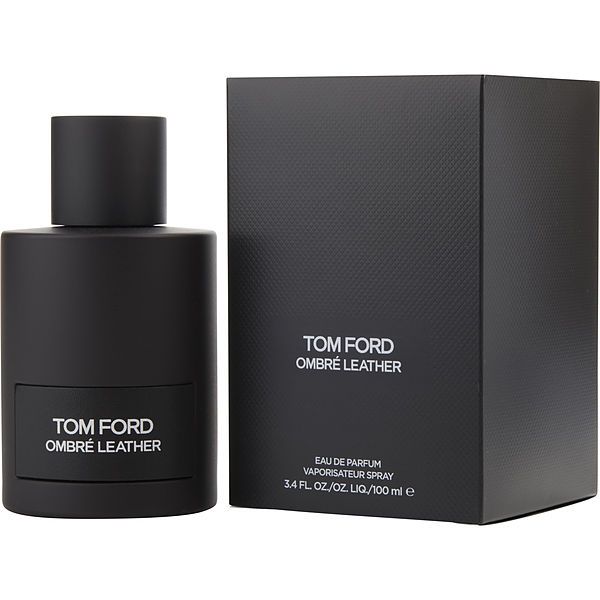 TOM FORD
OMBRÉ LEATHER
TOM FORD
OMBRÉ LEATHER
EAU DE PARFUM
VAPORISATEUR SPRAY
3.4 FL. OZ./OZ. LIQ./100 ml ℮